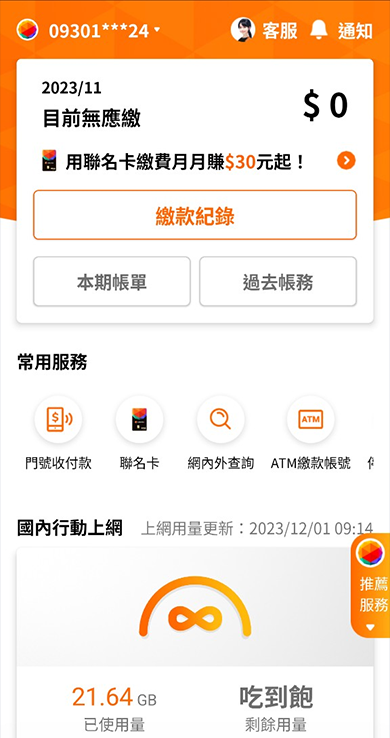 09301***24
客服
通知
2023/11
目前無應繳
$ 0
用聯名卡繳費月月賺$30元起！
繳款紀錄
本期帳單
過去帳務
常用服務
門號收付款
聯名卡
網內外查詢
ATM
ATM繳款帳號
國內行動上網
上網用量更新：2023/12/01 09:14
推薦
服務
21.64 GB
吃到飽
已使用量
剩餘用量